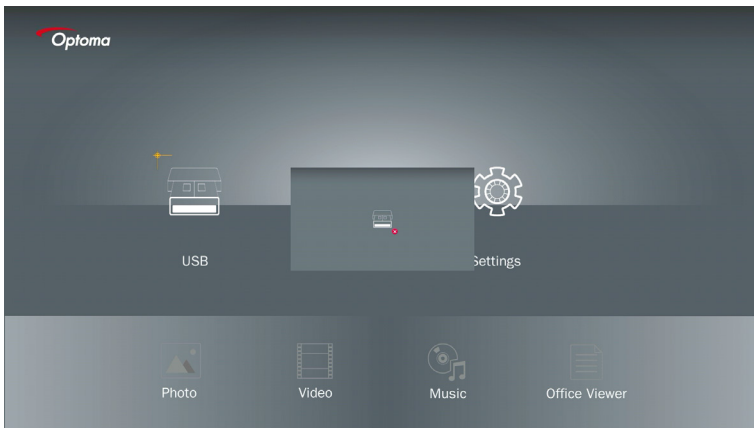 Optoma
USB
Settings
Photo
Video
Music
Office Viewer